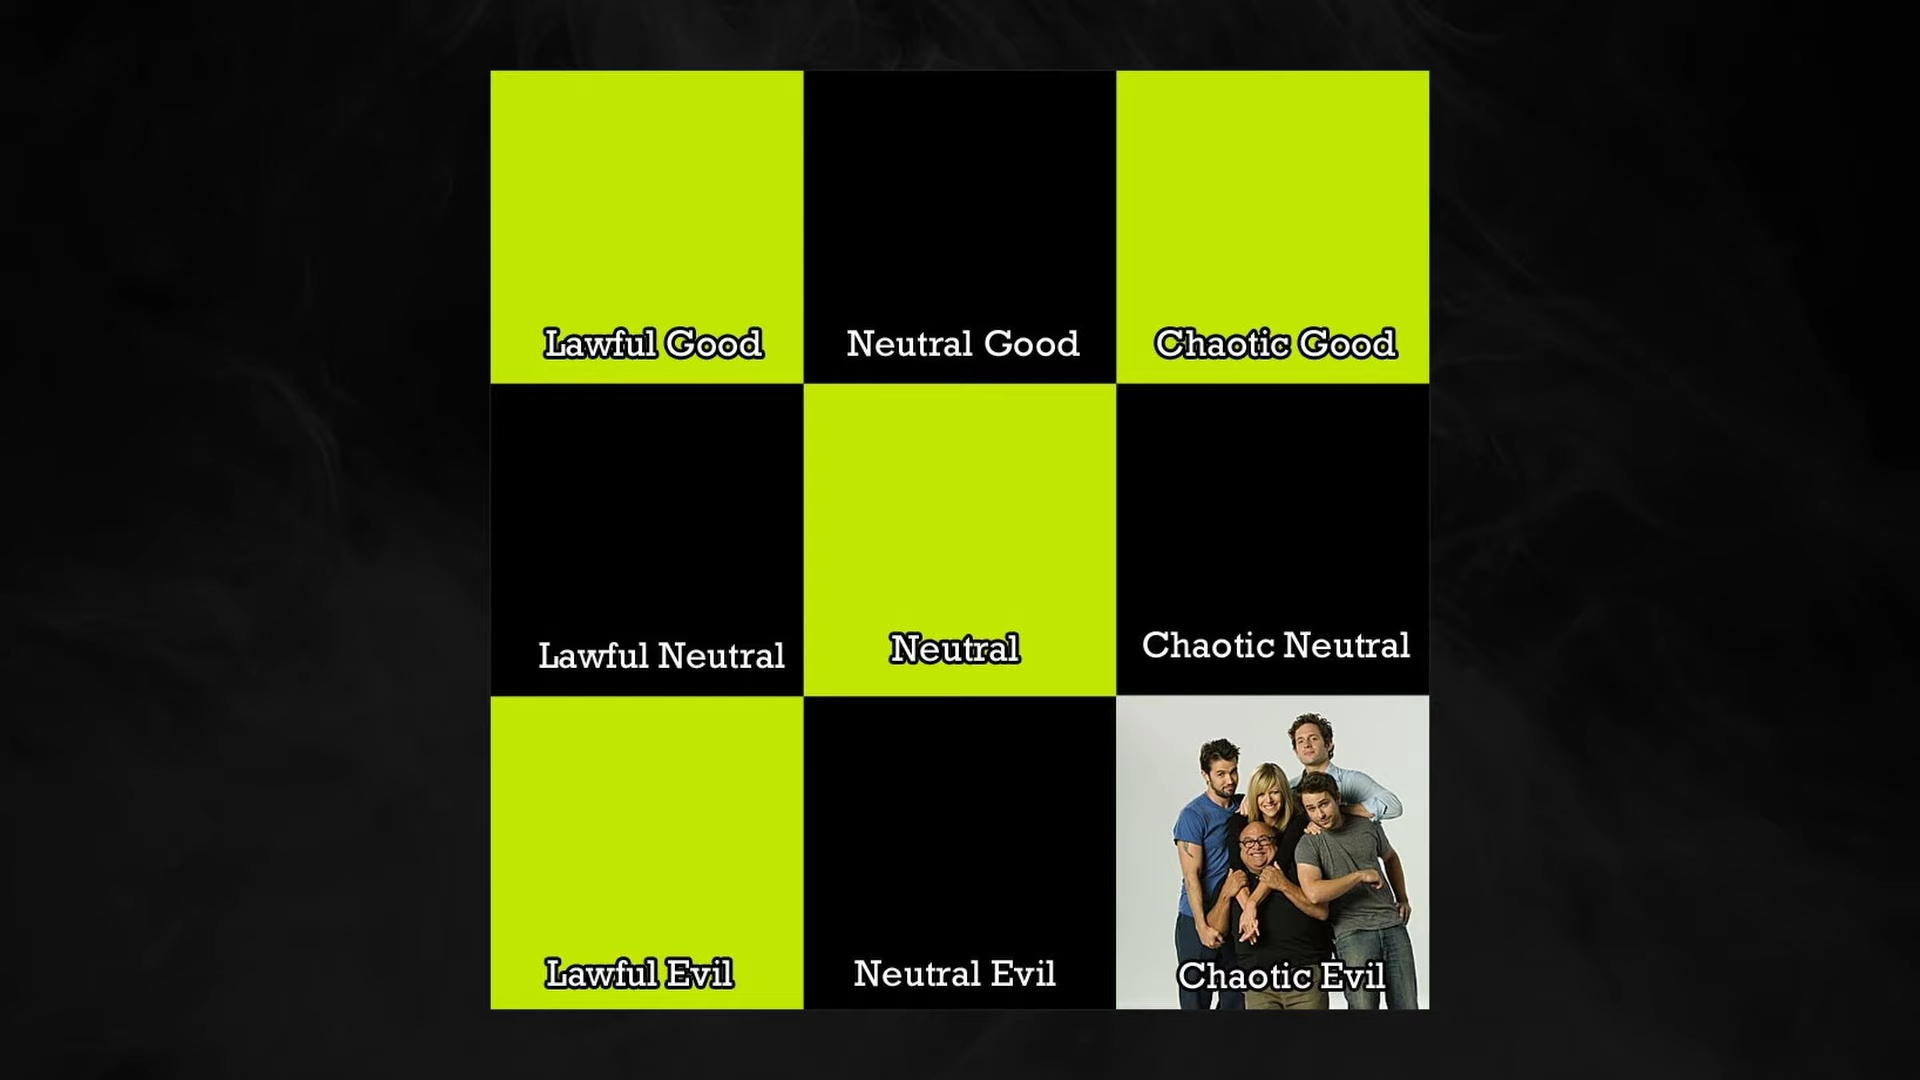 Lawful Good
Neutral Good
Chaotic Good
Lawful Neutral
Neutral
Chaotic Neutral
Lawful Evil
Neutral Evil
Chaotic Evil